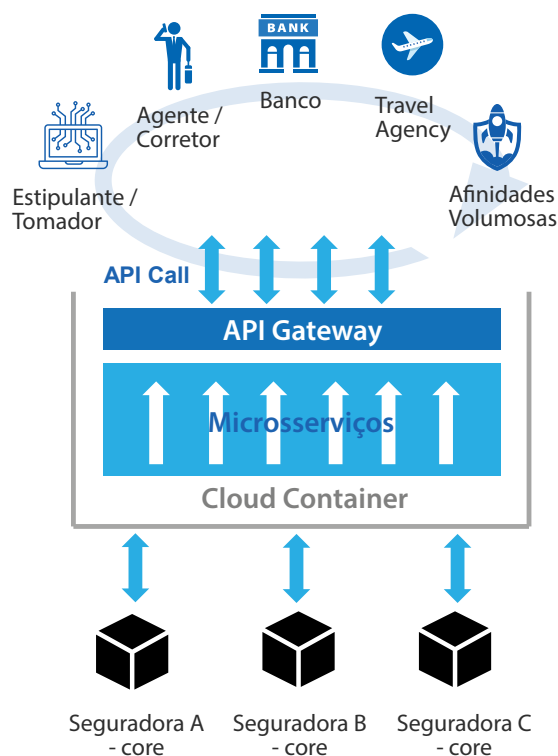 BANK
Banco
Agente /
Corretor
Travel
Agency
Estipulante /
Tomador
Afinidades
Volumosas
API Call
API Gateway
Microsserviços
Cloud Container
Seguradora A
- core
Seguradora B
- core
Seguradora C
- core